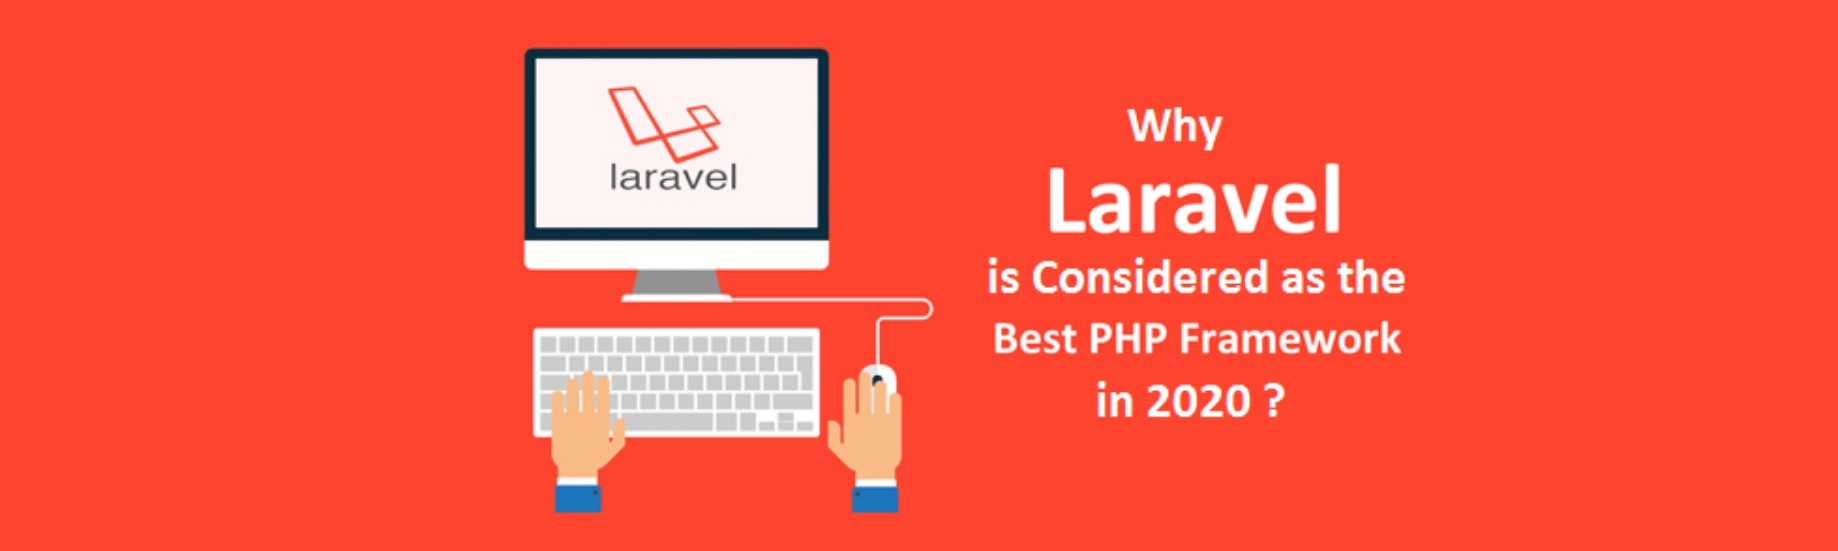 laravel
Why
Laravel
is Considered as the
Best PHP Framework
in 2020 ?